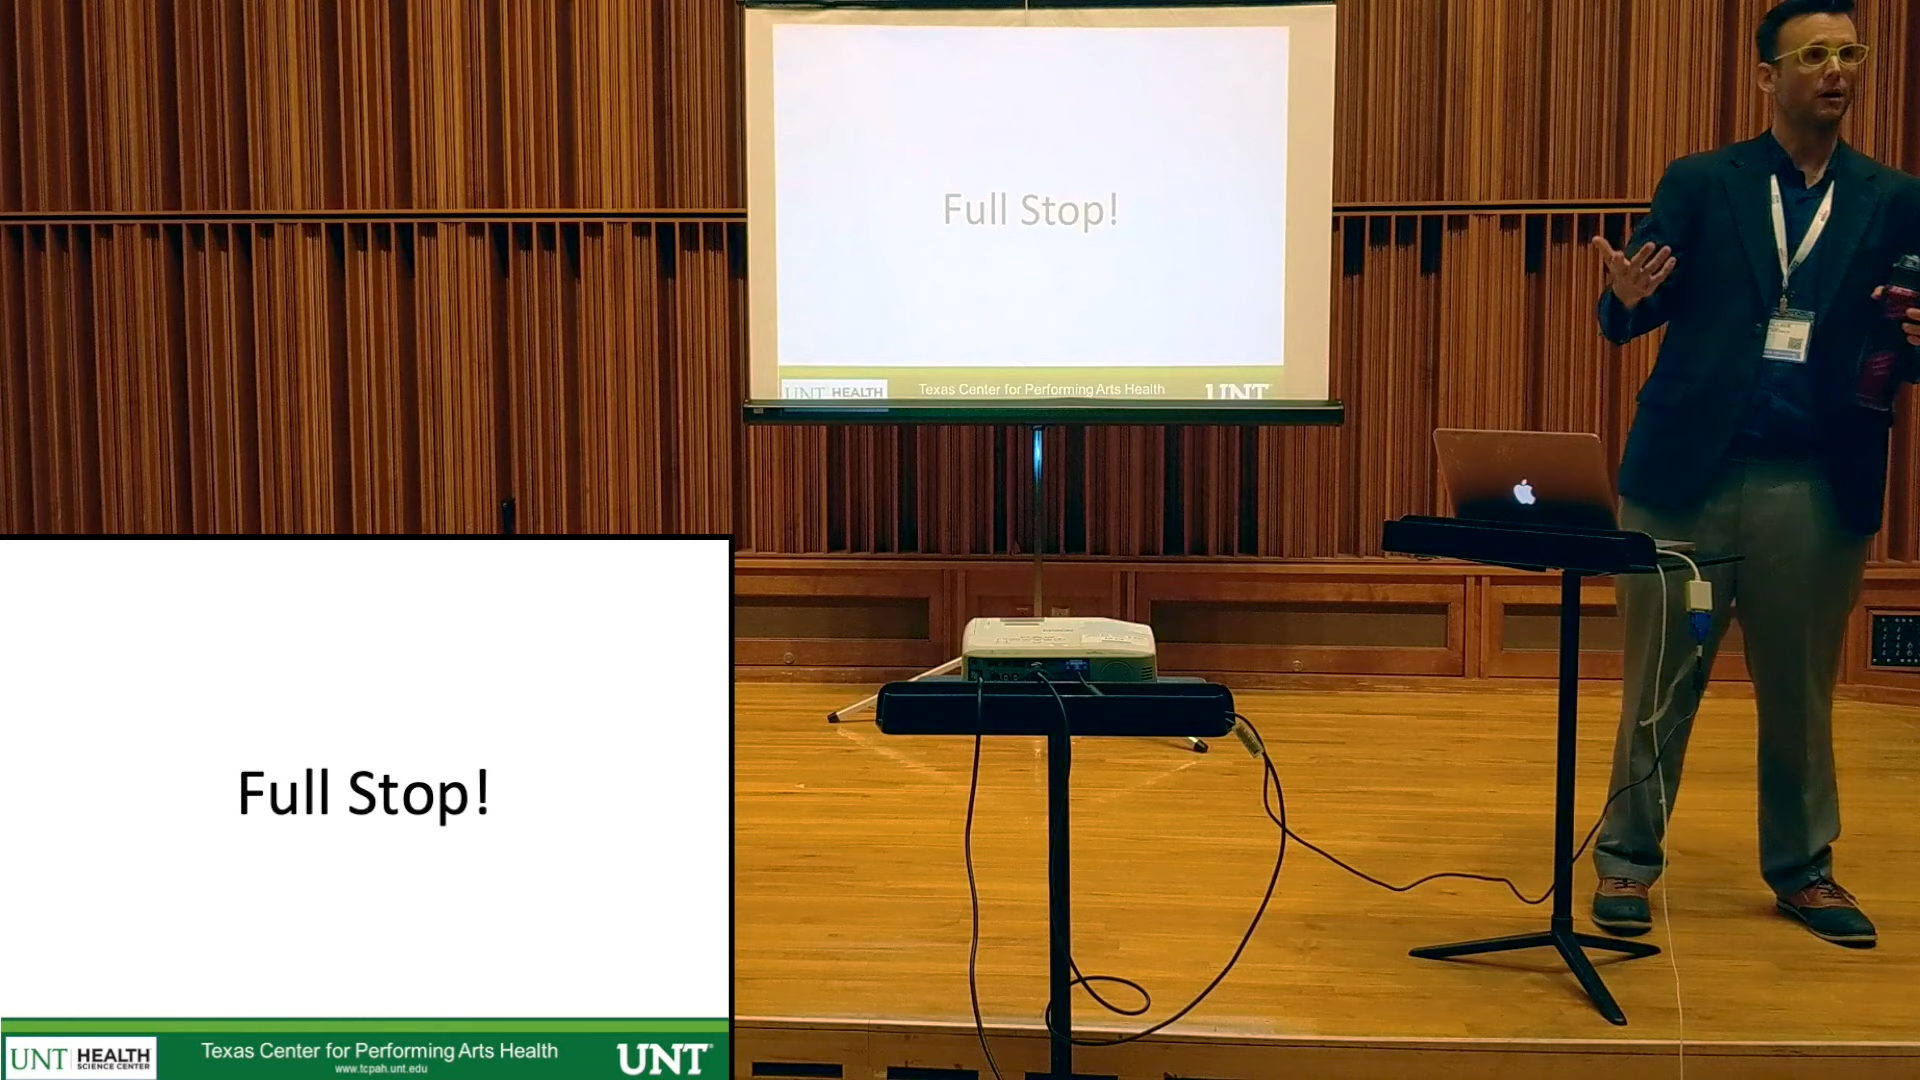 Full Stop!
UNT HEALTH
Texas Center for Performing Arts Health
UNT
Full Stop!
UNT HEALTH
SCIENCE CENTER
Texas Center for Performing Arts Health
www.tcpah.unt.edu
UNT